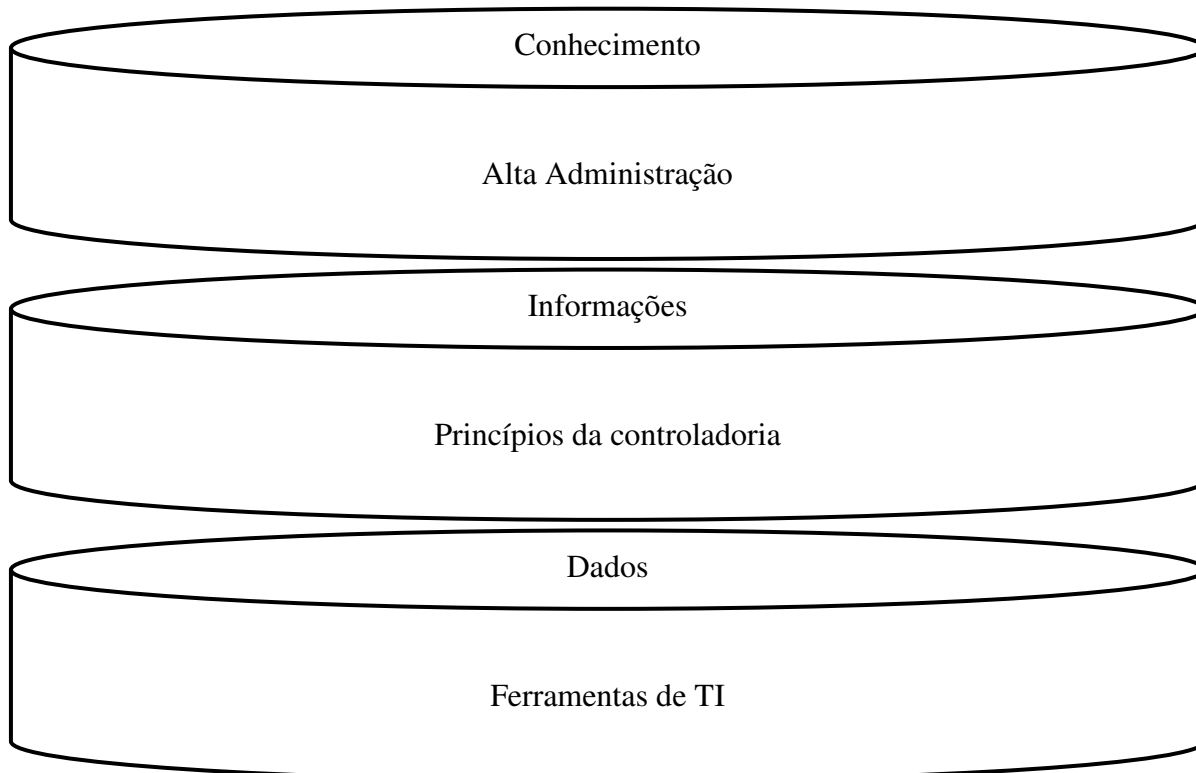 Conhecimento
Alta Administração
Informações
Princípios da controladoria
Dados
Ferramentas de TI